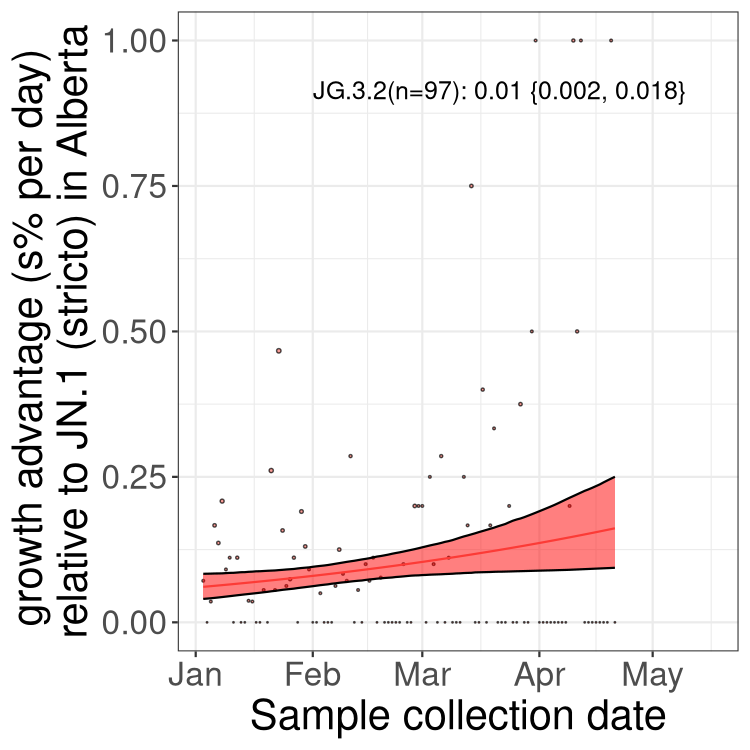 growth advantage (s% per day)
relative to JN.1 (stricto) in Alberta
1.00
0.75
0.50
0.25
0.00
JG.3.2(n=97): 0.01 {0.002, 0.018}
Jan Feb Mar Apr May
Sample collection date